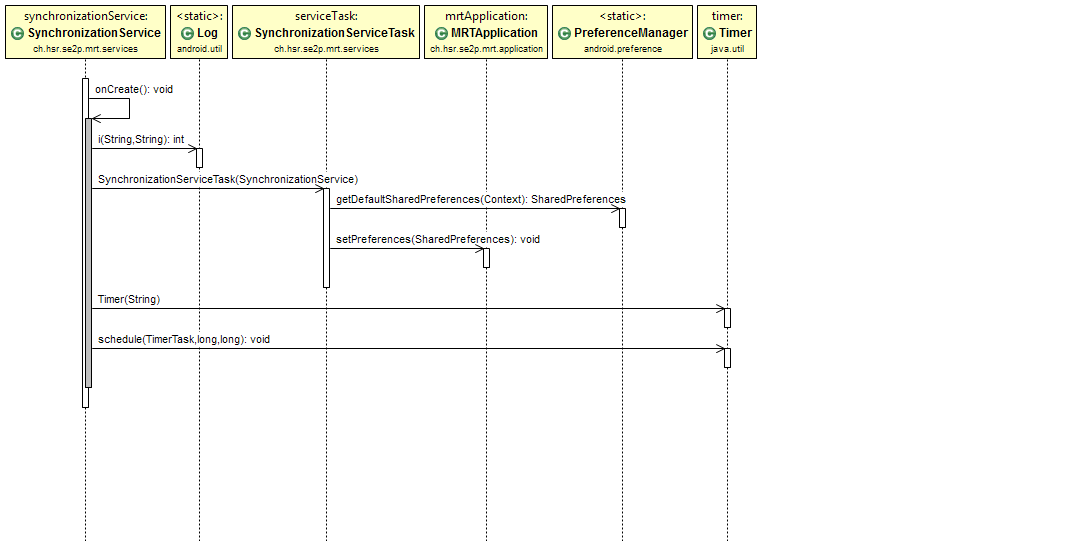 synchronizationService:
SynchronizationService
ch.hsr.se2p.mrt.services
<static>:
Log
android.util
serviceTask:
SynchronizationServiceTask
ch.hsr.se2p.mrt.services
mrtApplication:
MRTApplication
ch.hsr.se2p.mrt.application
<static>:
PreferenceManager
android.preference
timer:
Timer
java.util
onCreate(): void
i(String,String): int
SynchronizationServiceTask(SynchronizationService)
getDefaultSharedPreferences(Context): SharedPreferences
setPreferences(SharedPreferences): void
Timer(String)
schedule(TimerTask,long,long): void